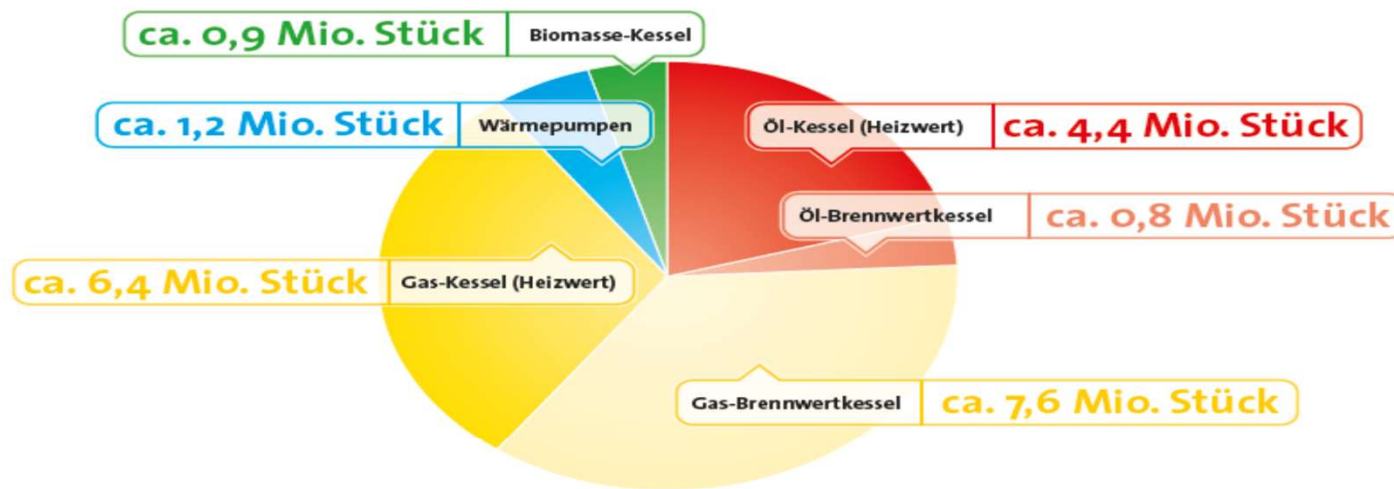 ca. 0,9 Mio. Stück Biomasse-Kessel
ca. 1,2 Mio. Stück Wärmepumpen
Öl-Kessel (Heizwert) ca. 4,4 Mio. Stück
Öl-Brennwertkessel ca. 0,8 Mio. Stück
ca. 6,4 Mio. Stück Gas-Kessel (Heizwert)
Gas-Brennwertkessel ca. 7,6 Mio. Stück